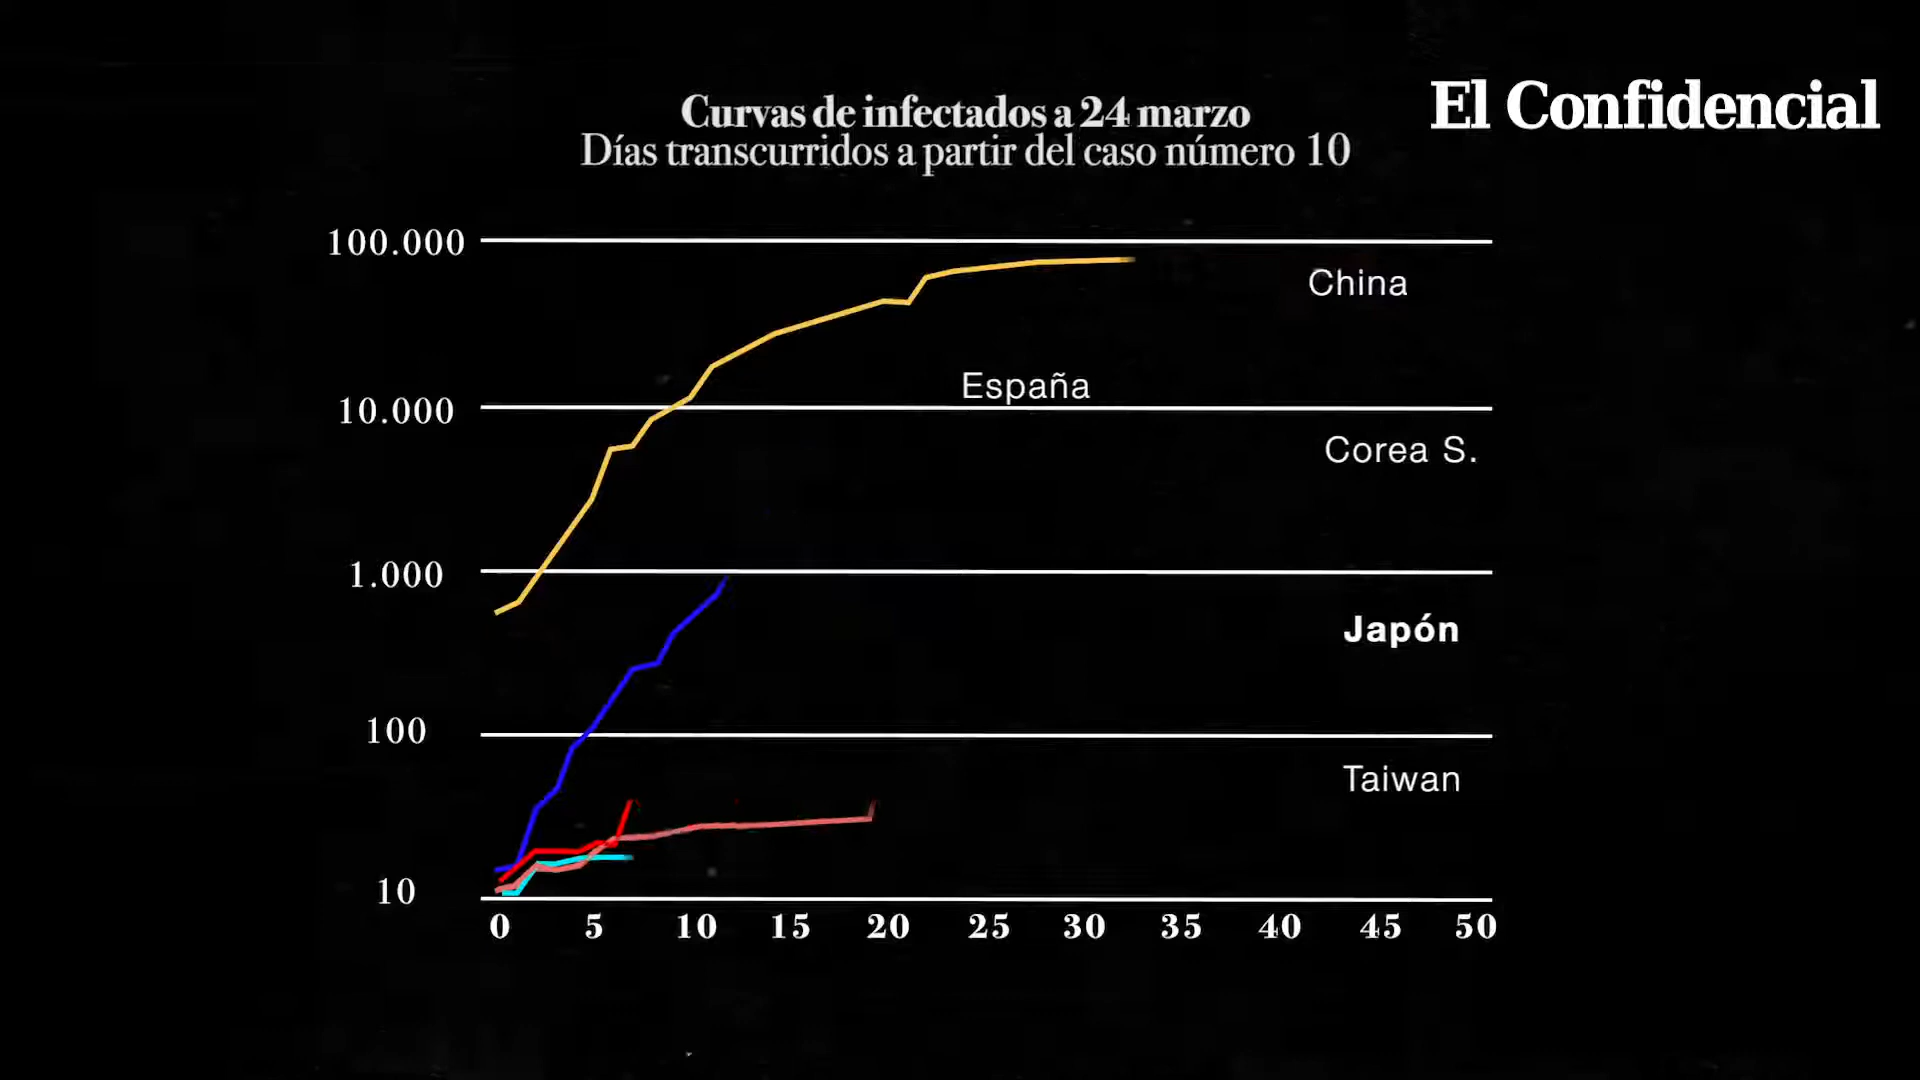 Curvas de infectados a 24 marzo
Días transcurridos a partir del caso número 10
El Confidencial
100.000
China
España
10.000
Corea S.
1.000
Japón
100
Taiwan
10
0 5 10 15 20 25 30 35 40 45 50